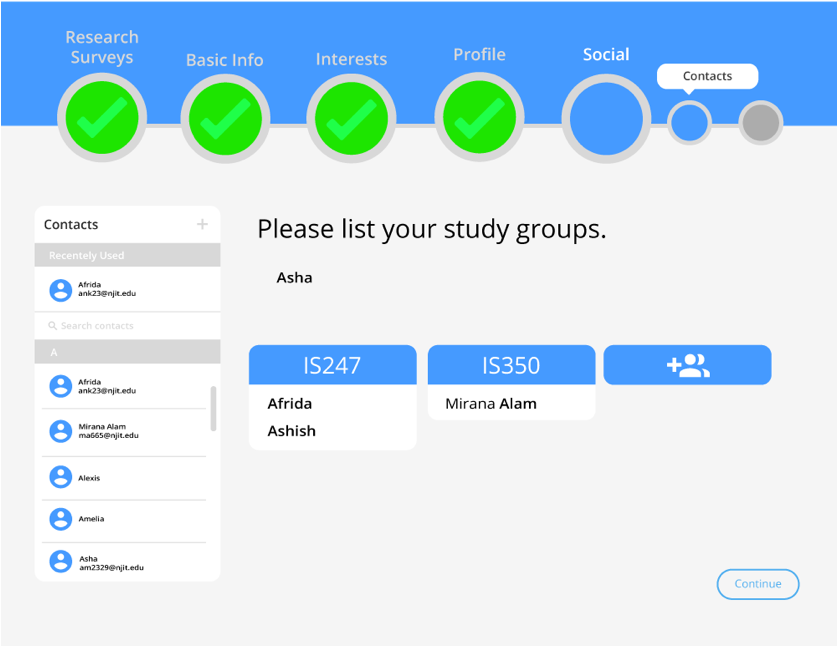 Research
Surveys
Basic Info
Interests
Profile
Social
Contacts
Contacts
Recentely Used
Afrida
ank23@njit.edu
Search contacts
A
Afrida
ank23@njit.edu
Mirana Alam
ma665@njit.edu
Alexis
Amelia
Asha
am2329@njit.edu
Please list your study groups.
Asha
IS247
Afrida
Ashish
IS350
Mirana Alam
Continue